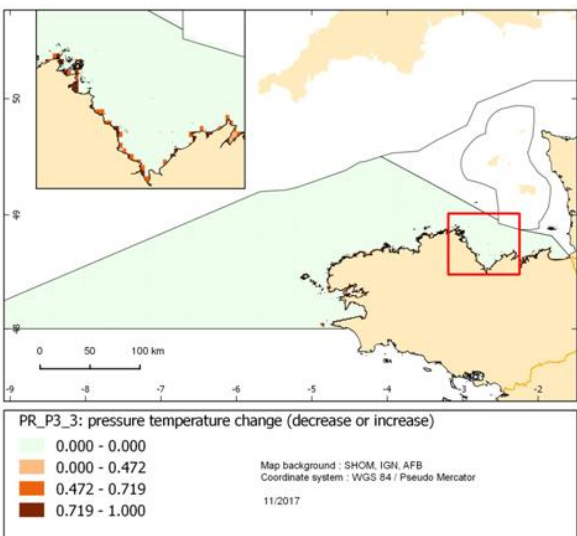 50
49
48
0 50 100 km
-9 -8 -7 -6 -5 -4 -3 -2
PR_P3_3: pressure temperature change (decrease or increase)
0.000 - 0.000
0.000 - 0.472
0.472 - 0.719
0.719 - 1.000
Map background : SHOM, IGN, AFB
Coordinate system : WGS 84 / Pseudo Mercator
11/2017